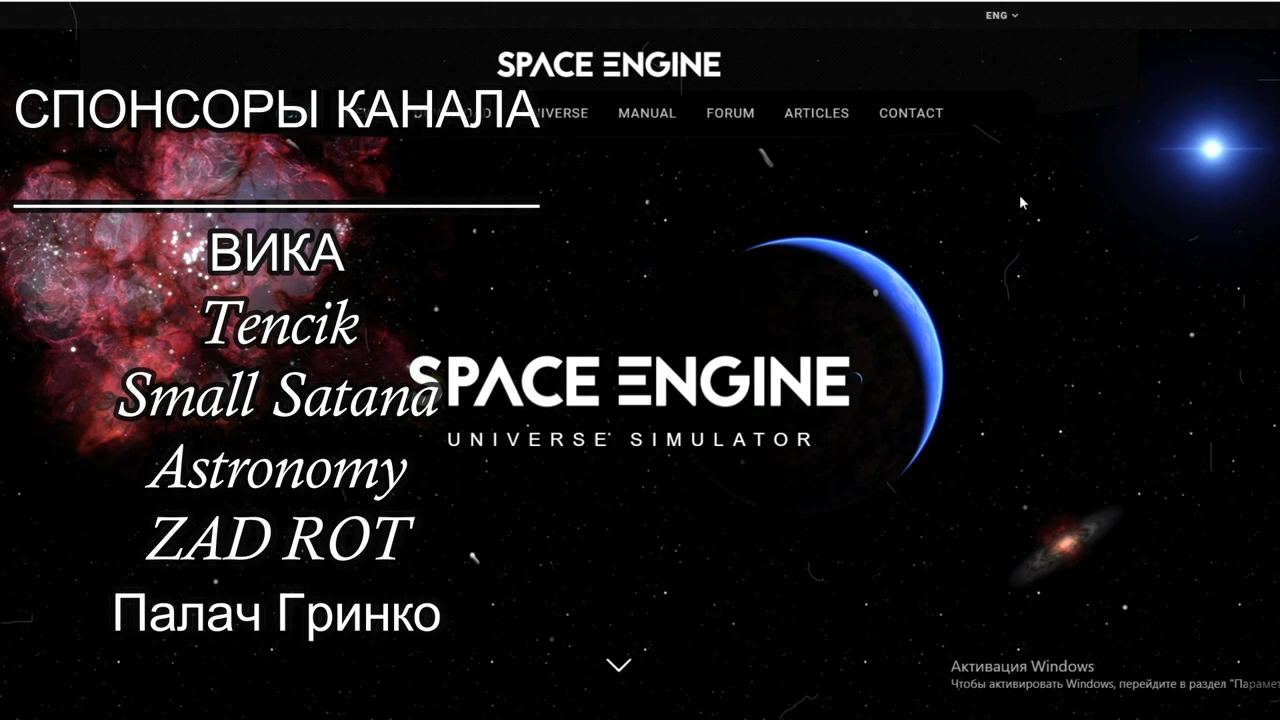 ENG
SPACE ENGINE
СПОНСОРЫ КАНАЛА
MANUAL FORUM ARTICLES CONTACT
ВИКА
Tencik
Small Satana
SPACE ENGINE
UNIVERSE SIMULATOR
Astronomy
ZAD ROT
Палач Гринко
Активация Windows
Чтобы активировать Windows, перейдите в раздел "Парамет